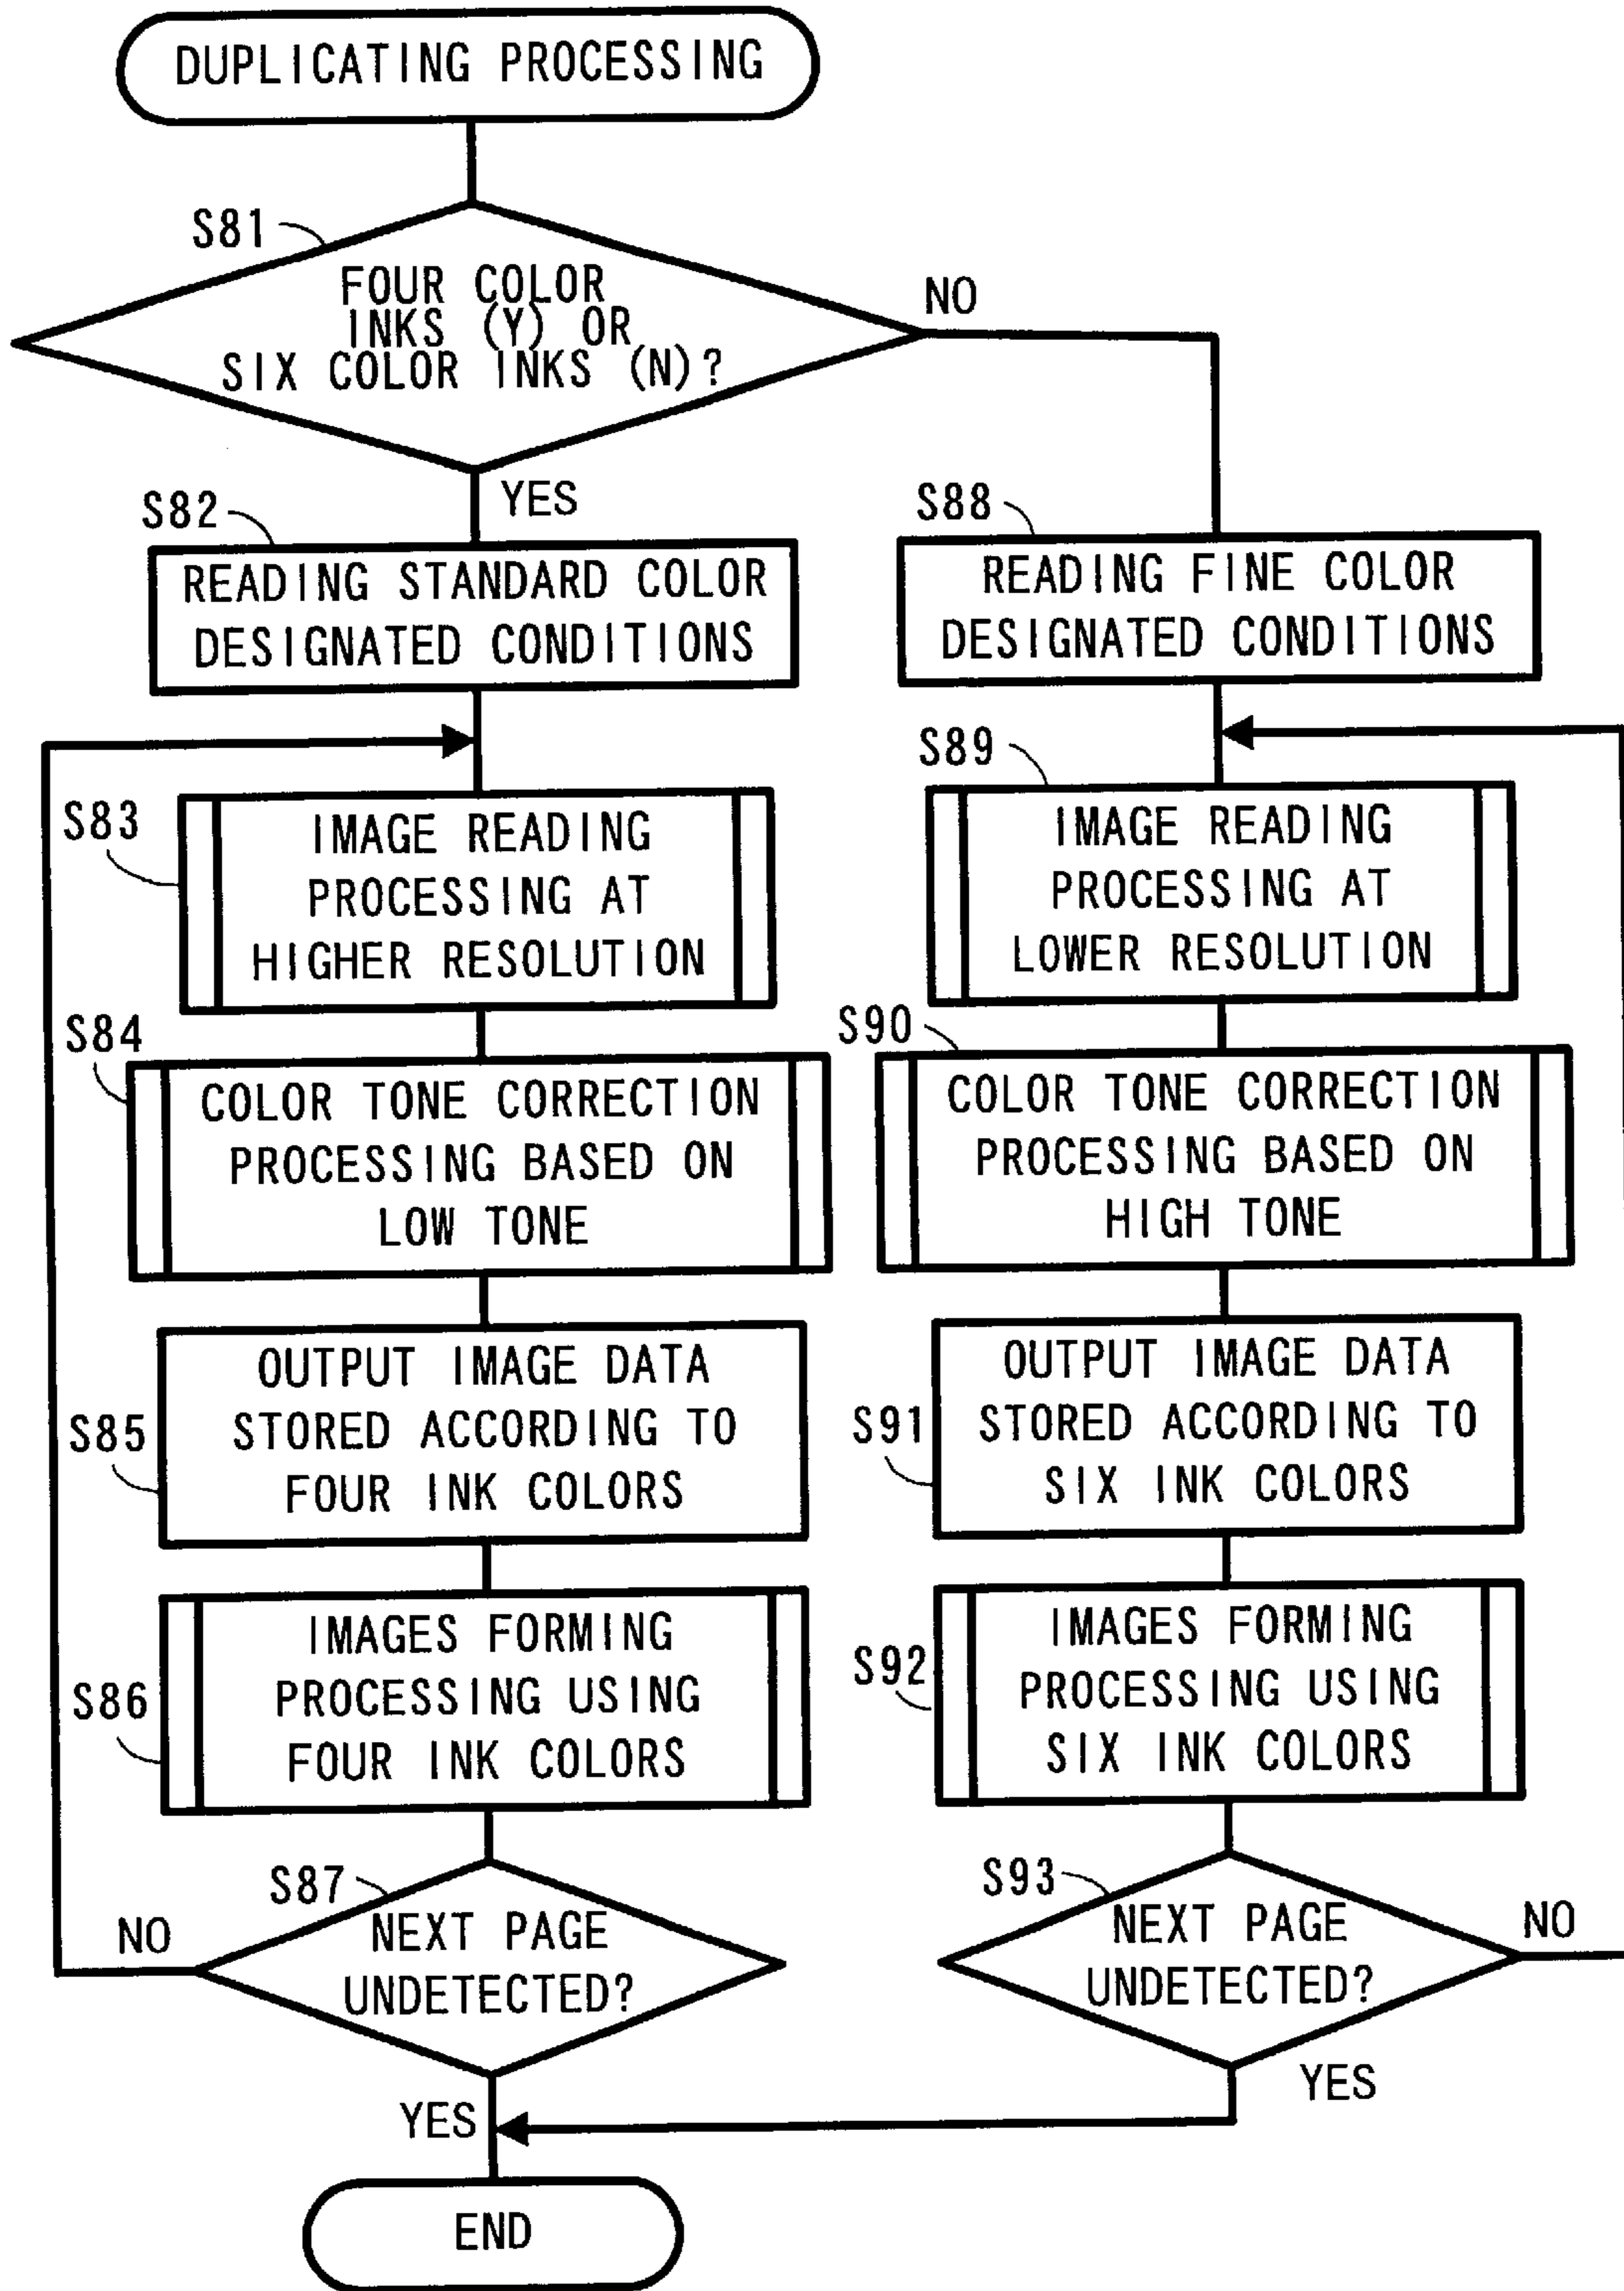 DUPLICATING PROCESSING
S81
FOUR COLOR
INKS (Y) OR
SIX COLOR INKS (N)?
NO
YES
S82
READING STANDARD COLOR
DESIGNATED CONDITIONS
S83
IMAGE READING
PROCESSING AT
HIGHER RESOLUTION
S84
COLOR TONE CORRECTION
PROCESSING BASED ON
LOW TONE
S85
OUTPUT IMAGE DATA
STORED ACCORDING TO
FOUR INK COLORS
S86
IMAGES FORMING
PROCESSING USING
FOUR INK COLORS
S87
NEXT PAGE
UNDETECTED?
NO
YES
S88
READING FINE COLOR
DESIGNATED CONDITIONS
S89
IMAGE READING
PROCESSING AT
LOWER RESOLUTION
S90
COLOR TONE CORRECTION
PROCESSING BASED ON
HIGH TONE
S91
OUTPUT IMAGE DATA
STORED ACCORDING TO
SIX INK COLORS
S92
IMAGES FORMING
PROCESSING USING
SIX INK COLORS
S93
NEXT PAGE
UNDETECTED?
NO
YES
END